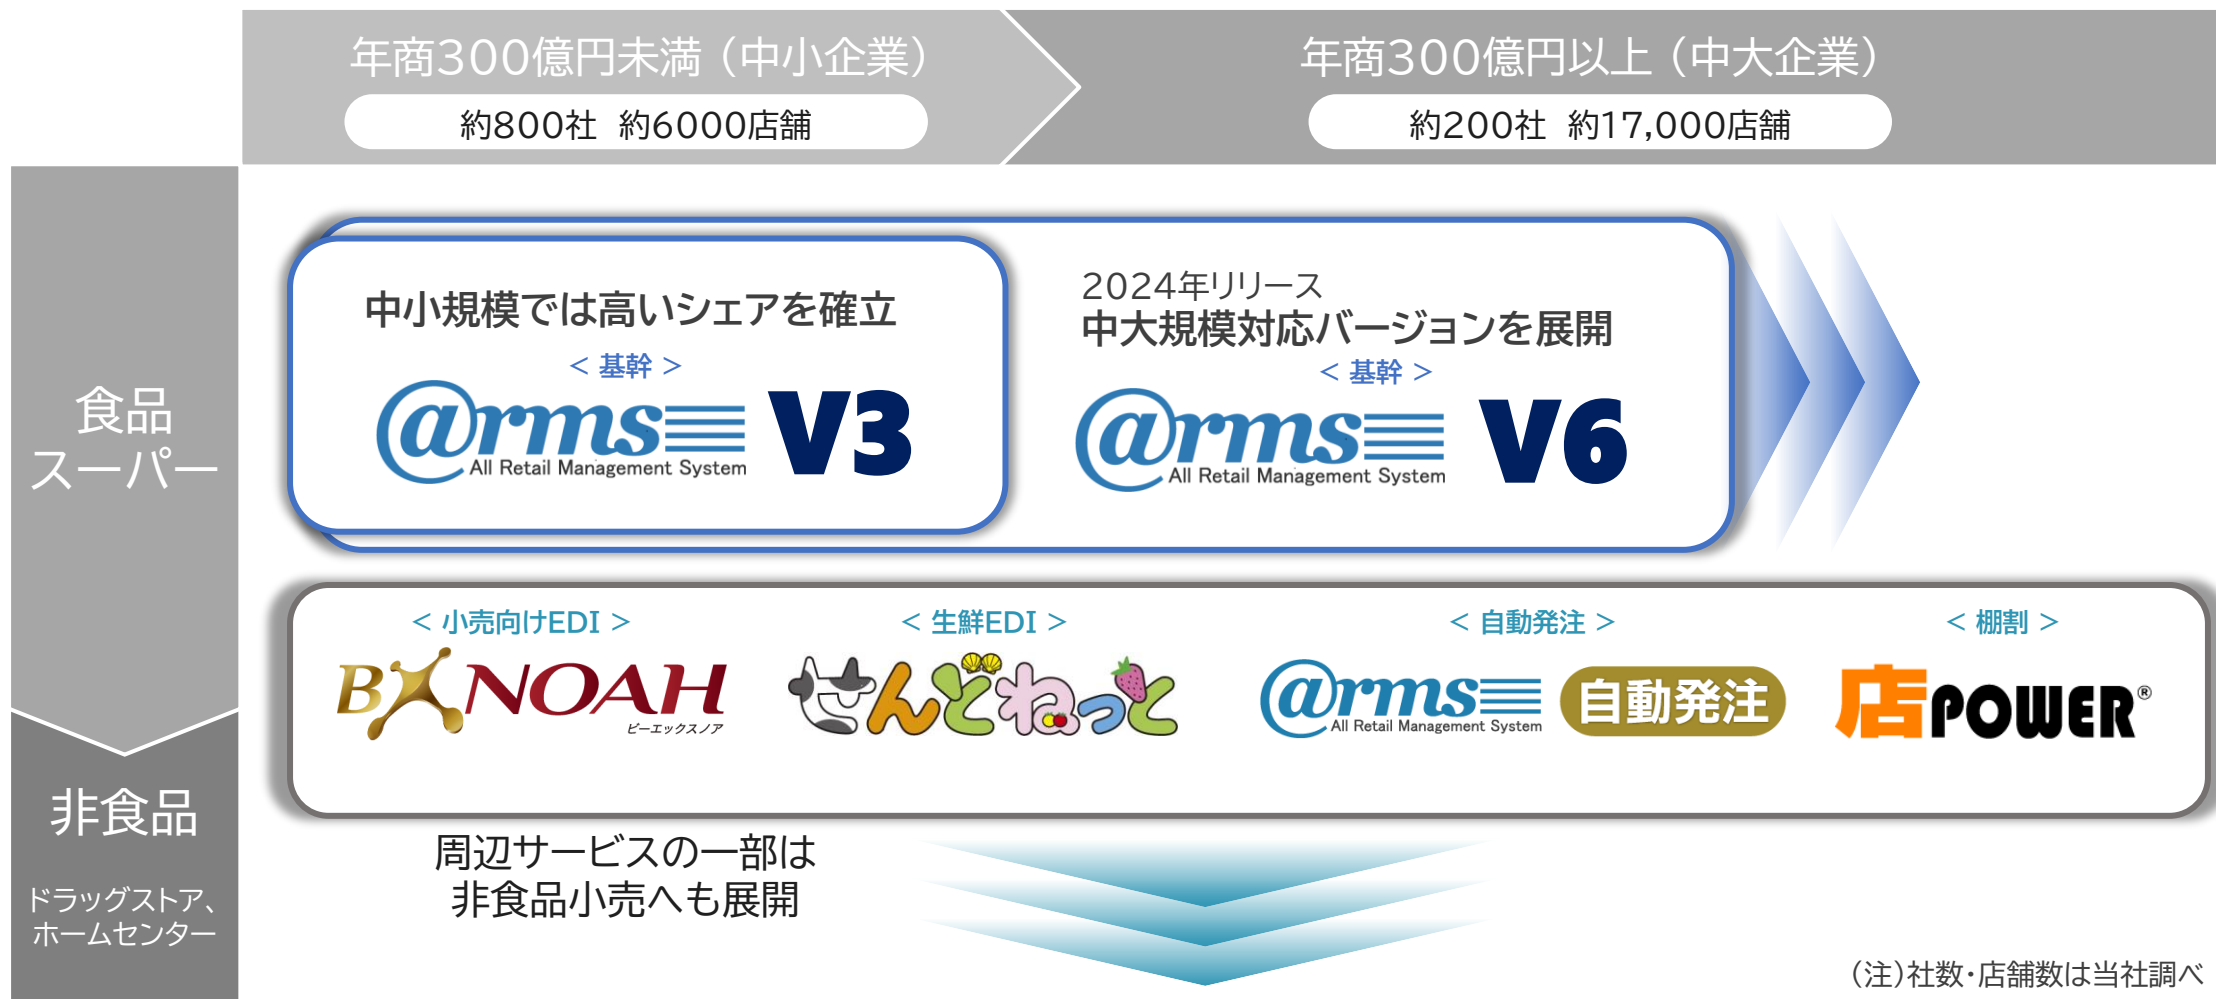 年商300億円未満（中小企業）
約800社 約6000店舗
年商300億円以上（中大企業）
約200社 約17,000店舗
食品
スーパー
中小規模では高いシェアを確立
< 基幹 >
@rms
All Retail Management System
V3
2024年リリース
中大規模対応バージョンを展開
< 基幹 >
@rms
All Retail Management System
V6
< 小売向けEDI >
BXNOAH
ビーエックスノア
< 生鮮EDI >
せんどねっと
< 自動発注 >
@rms
All Retail Management System
自動発注
< 棚割 >
店POWER®
非食品
ドラッグストア、
ホームセンター
周辺サービスの一部は
非食品小売へも展開
（注）社数・店舗数は当社調べ